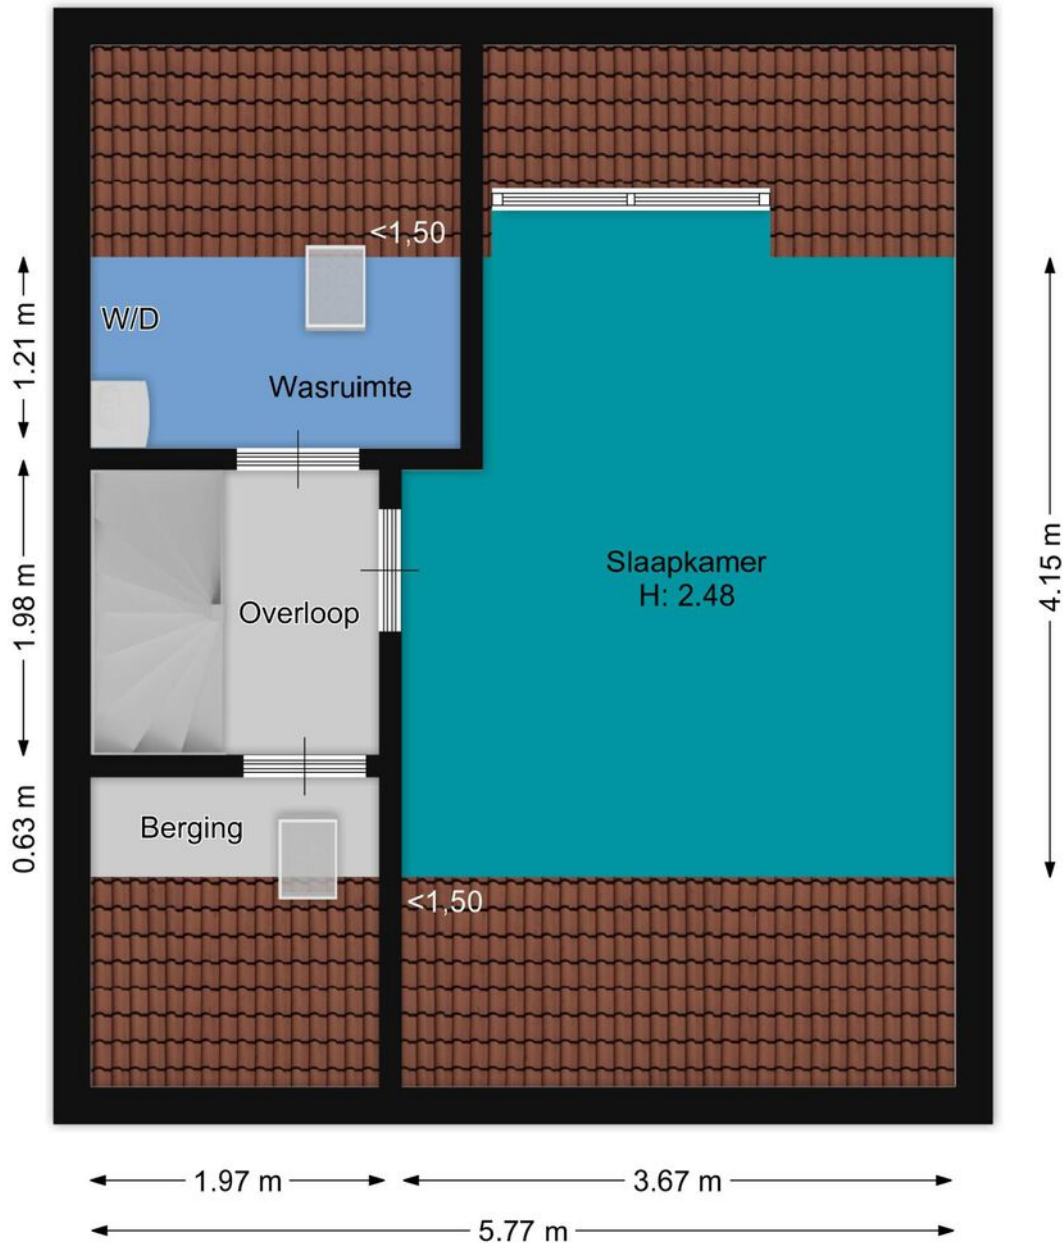 <1,50
W/D
Wasruimte
1.21 m
Slaapkamer
H: 2.48
4.15 m
Overloop
1.98 m
Berging
0.63 m
<1,50
1.97 m
3.67 m
5.77 m